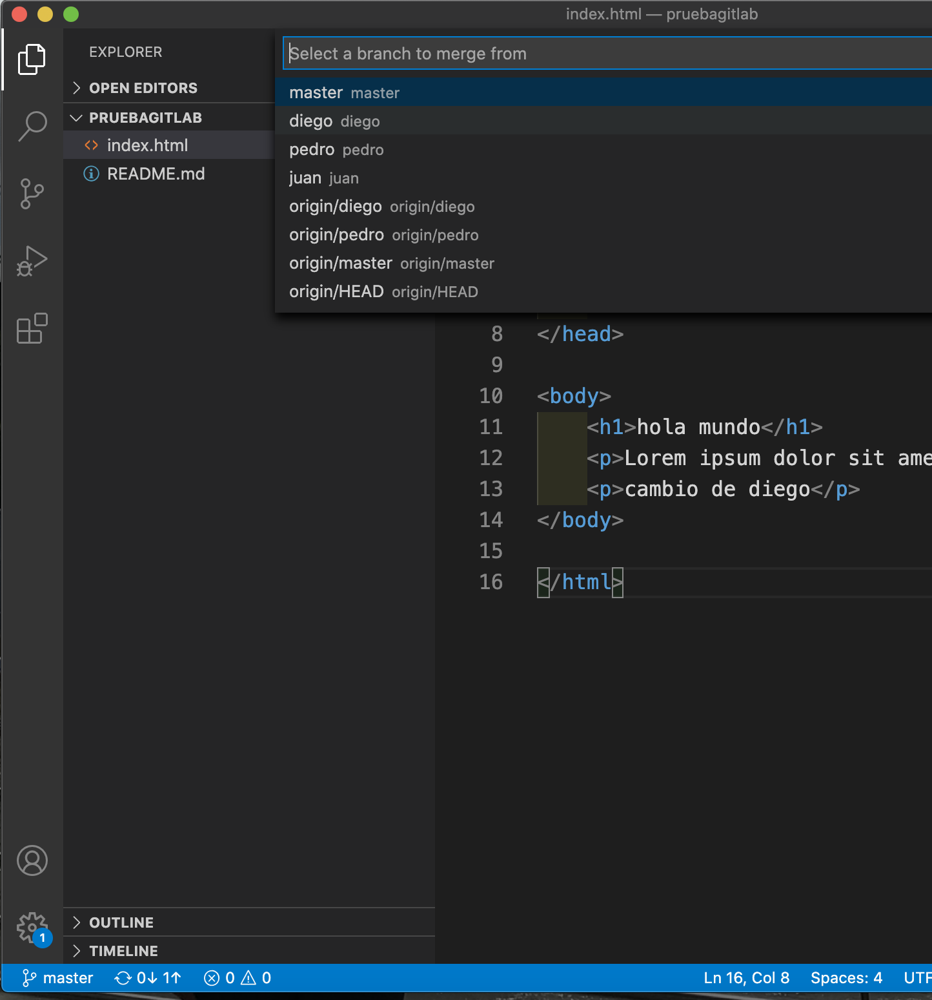 index.html — pruebagitlab
EXPLORER
OPEN EDITORS
PRUEBAGITLAB
index.html
README.md
Select a branch to merge from
master master
diego diego
pedro pedro
juan juan
origin/diego origin/diego
origin/pedro origin/pedro
origin/master origin/master
origin/HEAD origin/HEAD
8 </head>
9
10 <body>
11 <h1>hola mundo</h1>
12 <p>Lorem ipsum dolor sit ame
13 <p>cambio de diego</p>
14 </body>
15
16 </html>
OUTLINE
TIMELINE
1
master 0↓ 1↑ 0 0 Ln 16, Col 8 Spaces: 4 UTF